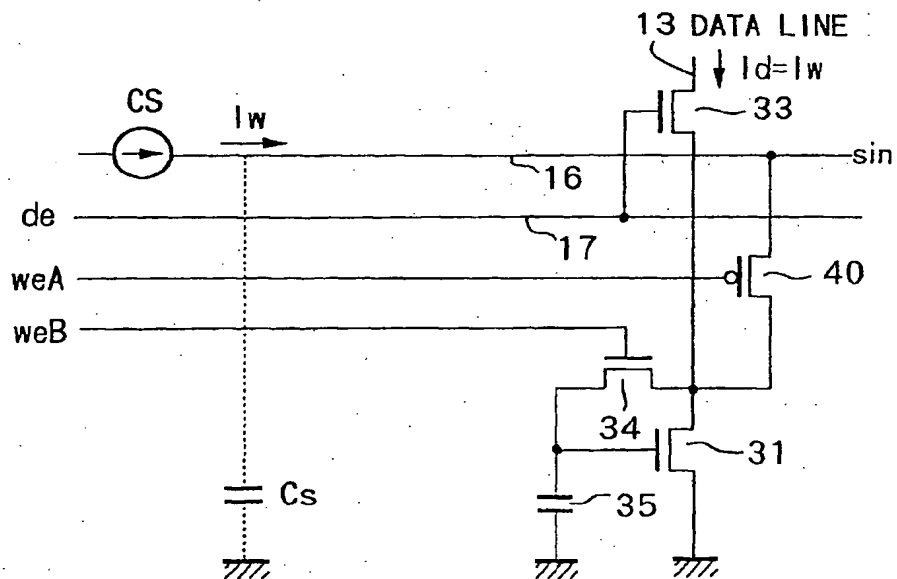 13 DATA LINE
Id=Iw
CS
Iw
33
sin
16
de
17
weA
40
weB
34
31
Cs
35